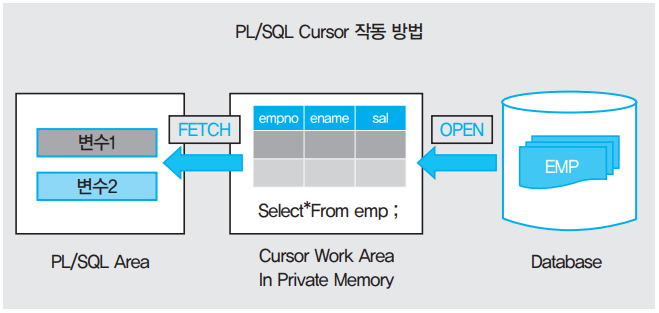 PL/SQL Cursor 작동 방법
변수1
변수2
FETCH
empno ename sal
Select*From emp ;
OPEN
EMP
PL/SQL Area
Cursor Work Area
In Private Memory
Database